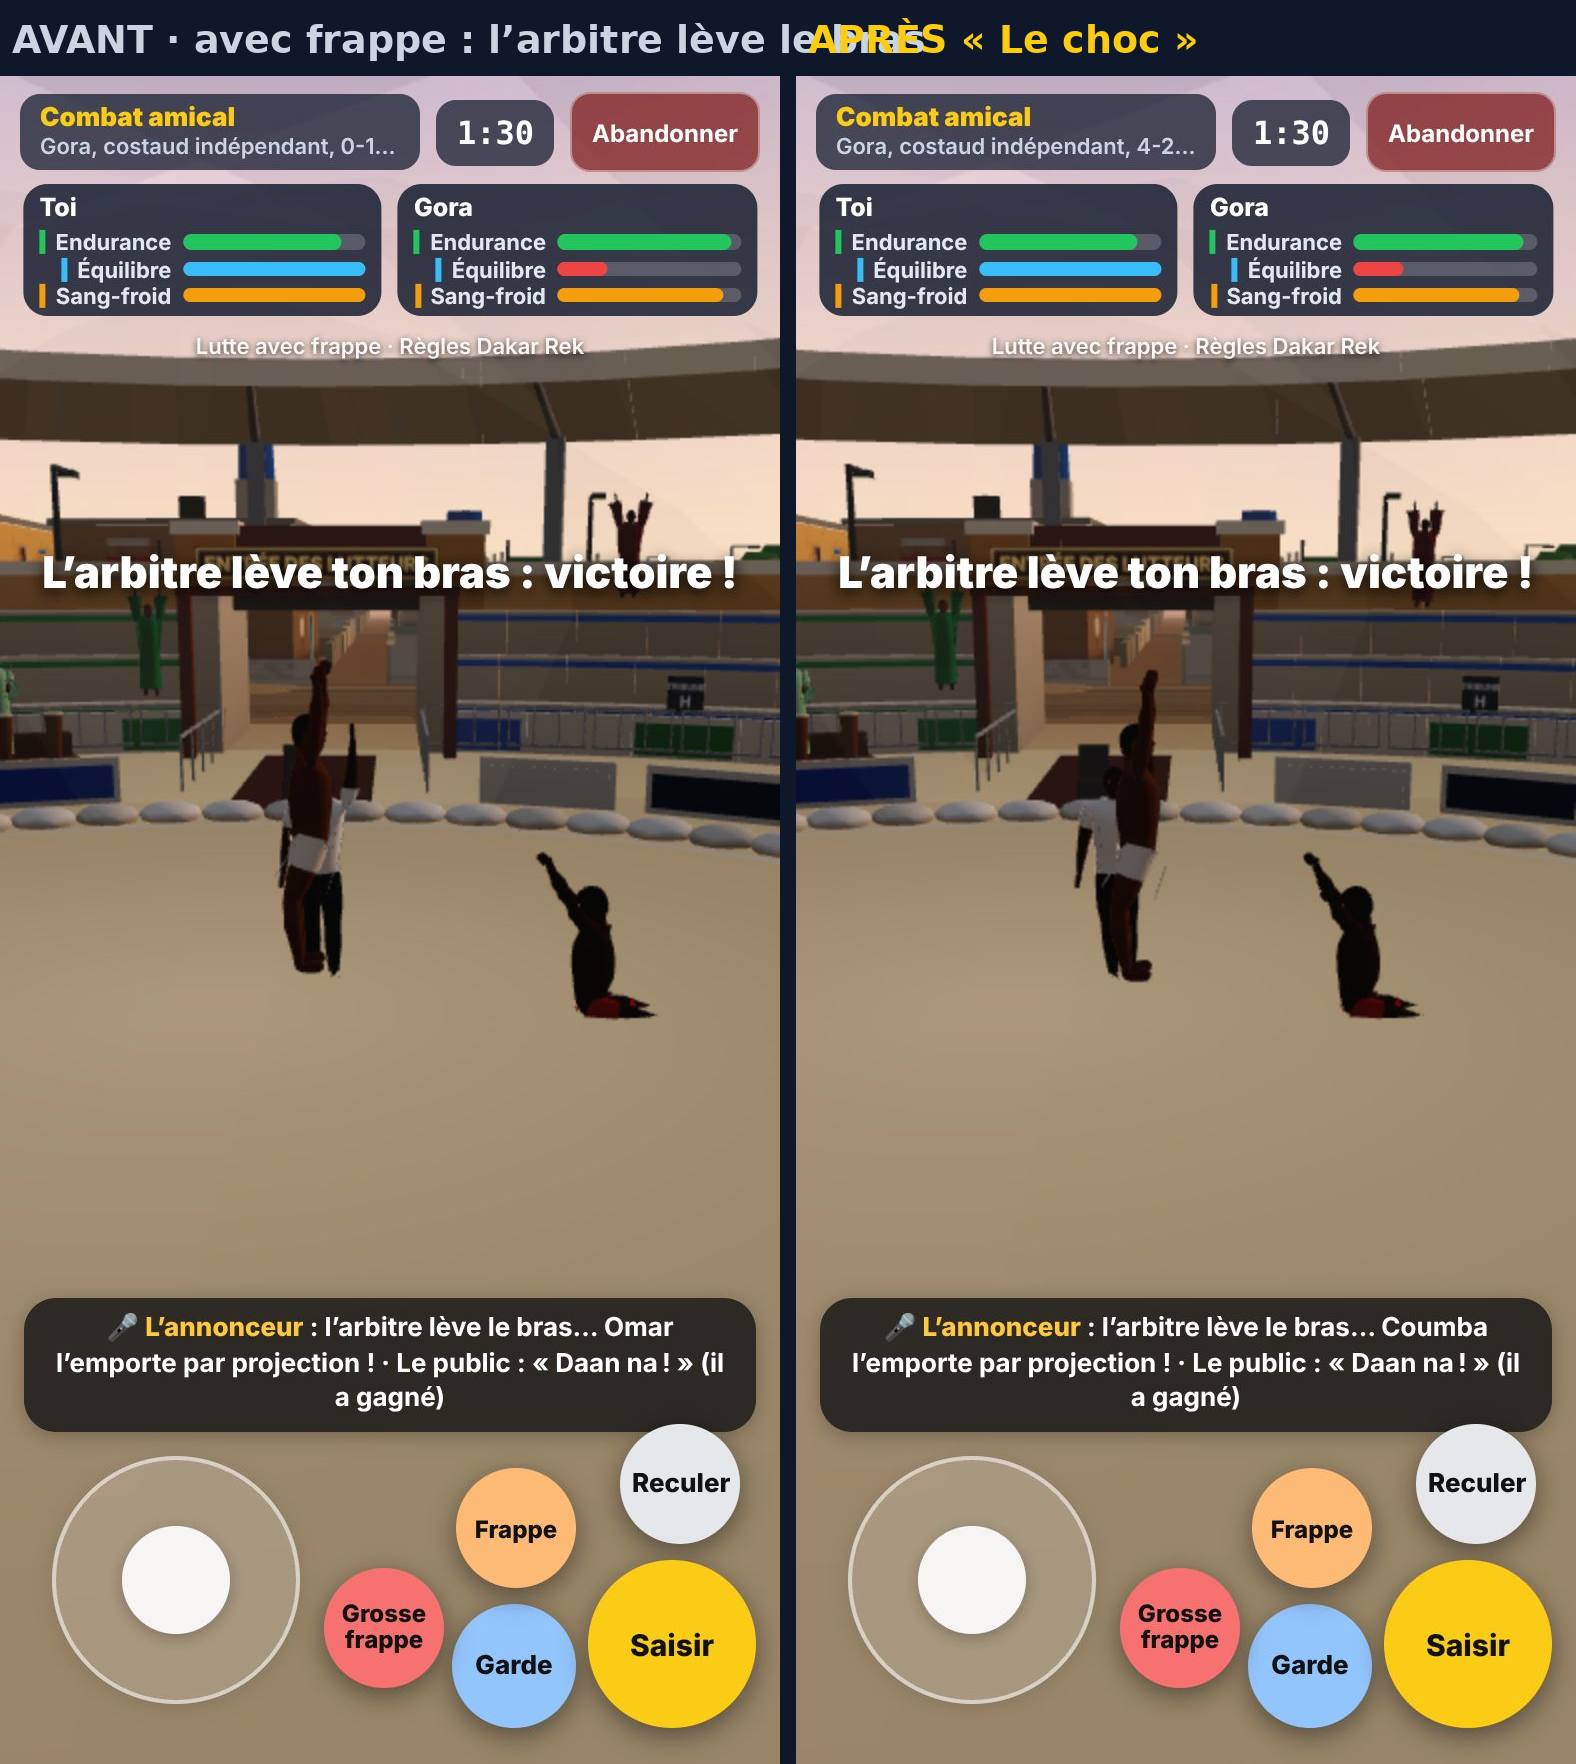 AVANT · avec frappe : l’arbitre lève le bras
APRÈS « Le choc »
Combat amical
Gora, costaud indépendant, 0-1…
1:30
Abandonner
Toi
Endurance
Équilibre
Sang-froid
Gora
Endurance
Équilibre
Sang-froid
Lutte avec frappe · Règles Dakar Rek
L’arbitre lève ton bras : victoire !
H
🎤 L’annonceur : l’arbitre lève le bras… Omar
l’emporte par projection ! · Le public : « Daan na ! » (il
a gagné)
Reculer
Frappe
Grosse
frappe
Garde
Saisir
Combat amical
Gora, costaud indépendant, 4-2…
1:30
Abandonner
Toi
Endurance
Équilibre
Sang-froid
Gora
Endurance
Équilibre
Sang-froid
Lutte avec frappe · Règles Dakar Rek
L’arbitre lève ton bras : victoire !
H
🎤 L’annonceur : l’arbitre lève le bras… Coumba
l’emporte par projection ! · Le public : « Daan na ! » (il
a gagné)
Reculer
Frappe
Grosse
frappe
Garde
Saisir